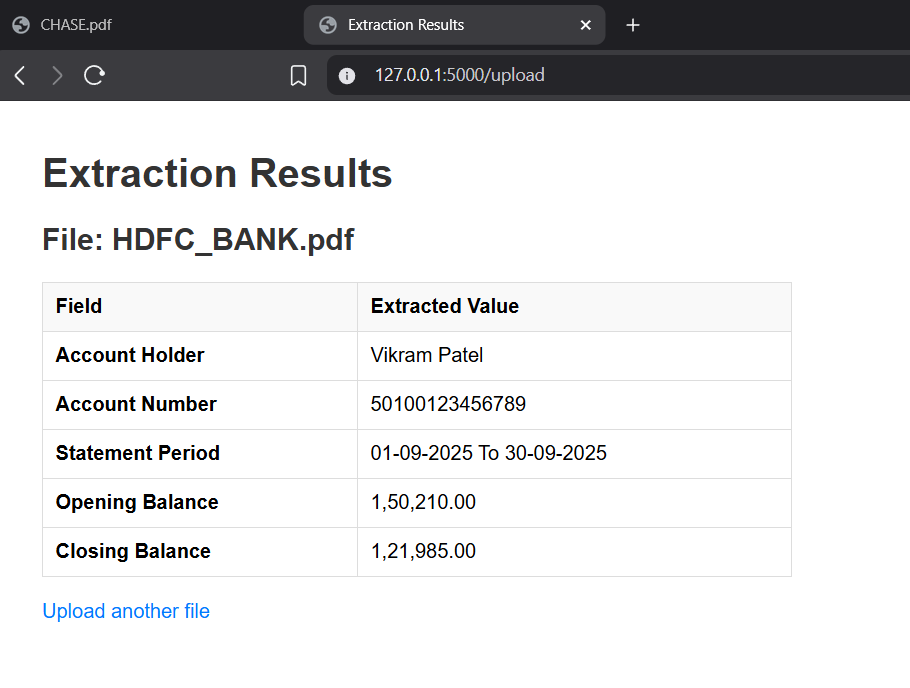 CHASE.pdf
Extraction Results
127.0.0.1:5000/upload
Extraction Results
File: HDFC_BANK.pdf
Field Extracted Value
Account Holder Vikram Patel
Account Number 50100123456789
Statement Period 01-09-2025 To 30-09-2025
Opening Balance 1,50,210.00
Closing Balance 1,21,985.00
Upload another file